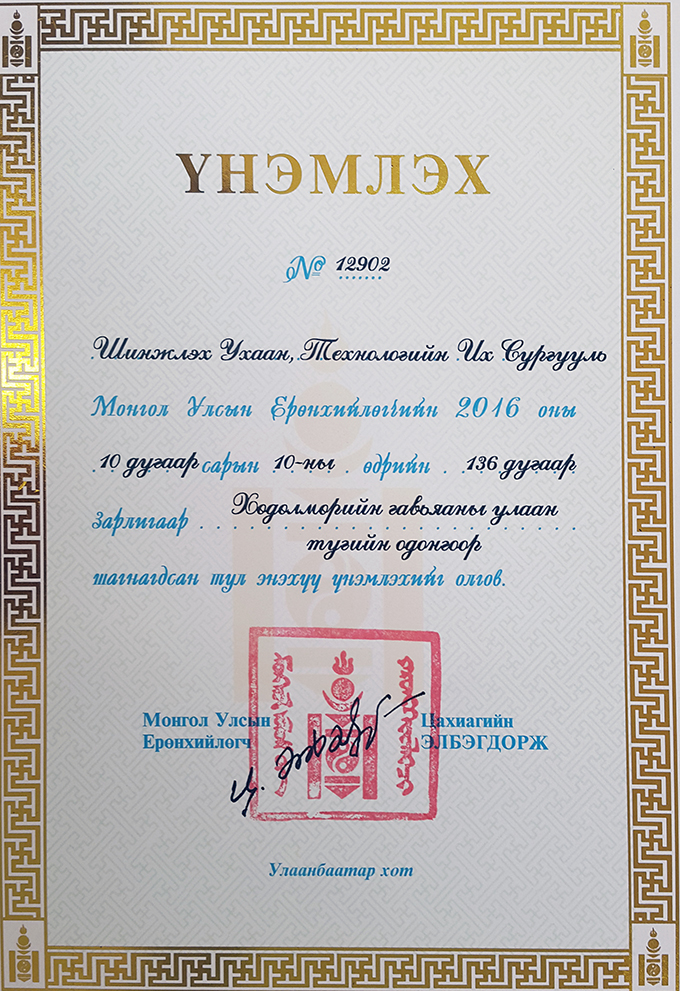 ҮНЭМЛЭХ
№ 12902
Шинжлэх Ухаан, Технологийн Их Сургууль
Монгол Улсын Ерөнхийлөгчийн 2016 оны
10 дугаар сарын 10-ны өдрийн 136 дугаар
зарлигаар Хөдөлмөрийн гавьяаны улаан
тугийн одонгоор
шагнагдсан тул энэхүү үнэмлэхийг олгов.
Монгол Улсын Цахиагийн
Ерөнхийлөгч ЭЛБЭГДОРЖ
Улаанбаатар хот